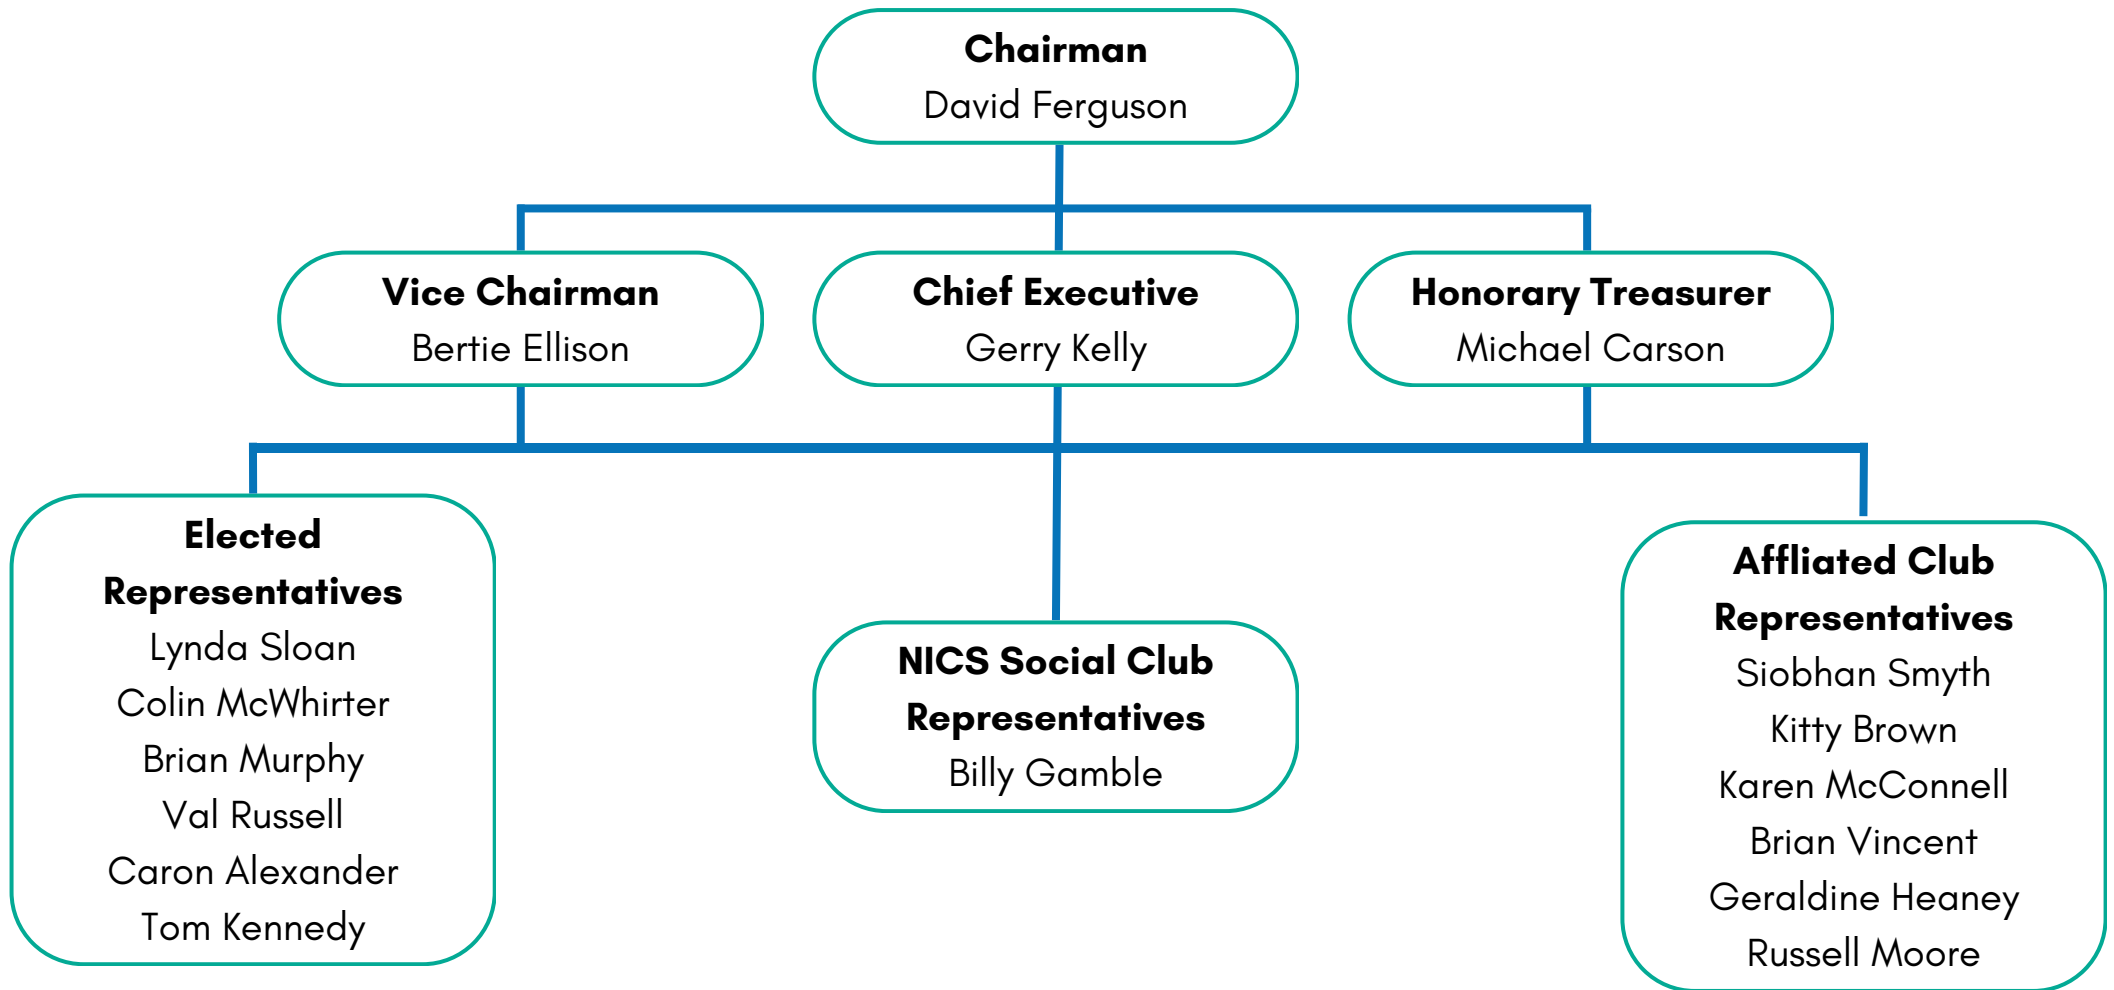 Chairman
David Ferguson
Vice Chairman
Bertie Ellison
Chief Executive
Gerry Kelly
Honorary Treasurer
Michael Carson
Elected
Representatives
Lynda Sloan
Colin McWhirter
Brian Murphy
Val Russell
Caron Alexander
Tom Kennedy
NICS Social Club
Representatives
Billy Gamble
Affliated Club
Representatives
Siobhan Smyth
Kitty Brown
Karen McConnell
Brian Vincent
Geraldine Heaney
Russell Moore